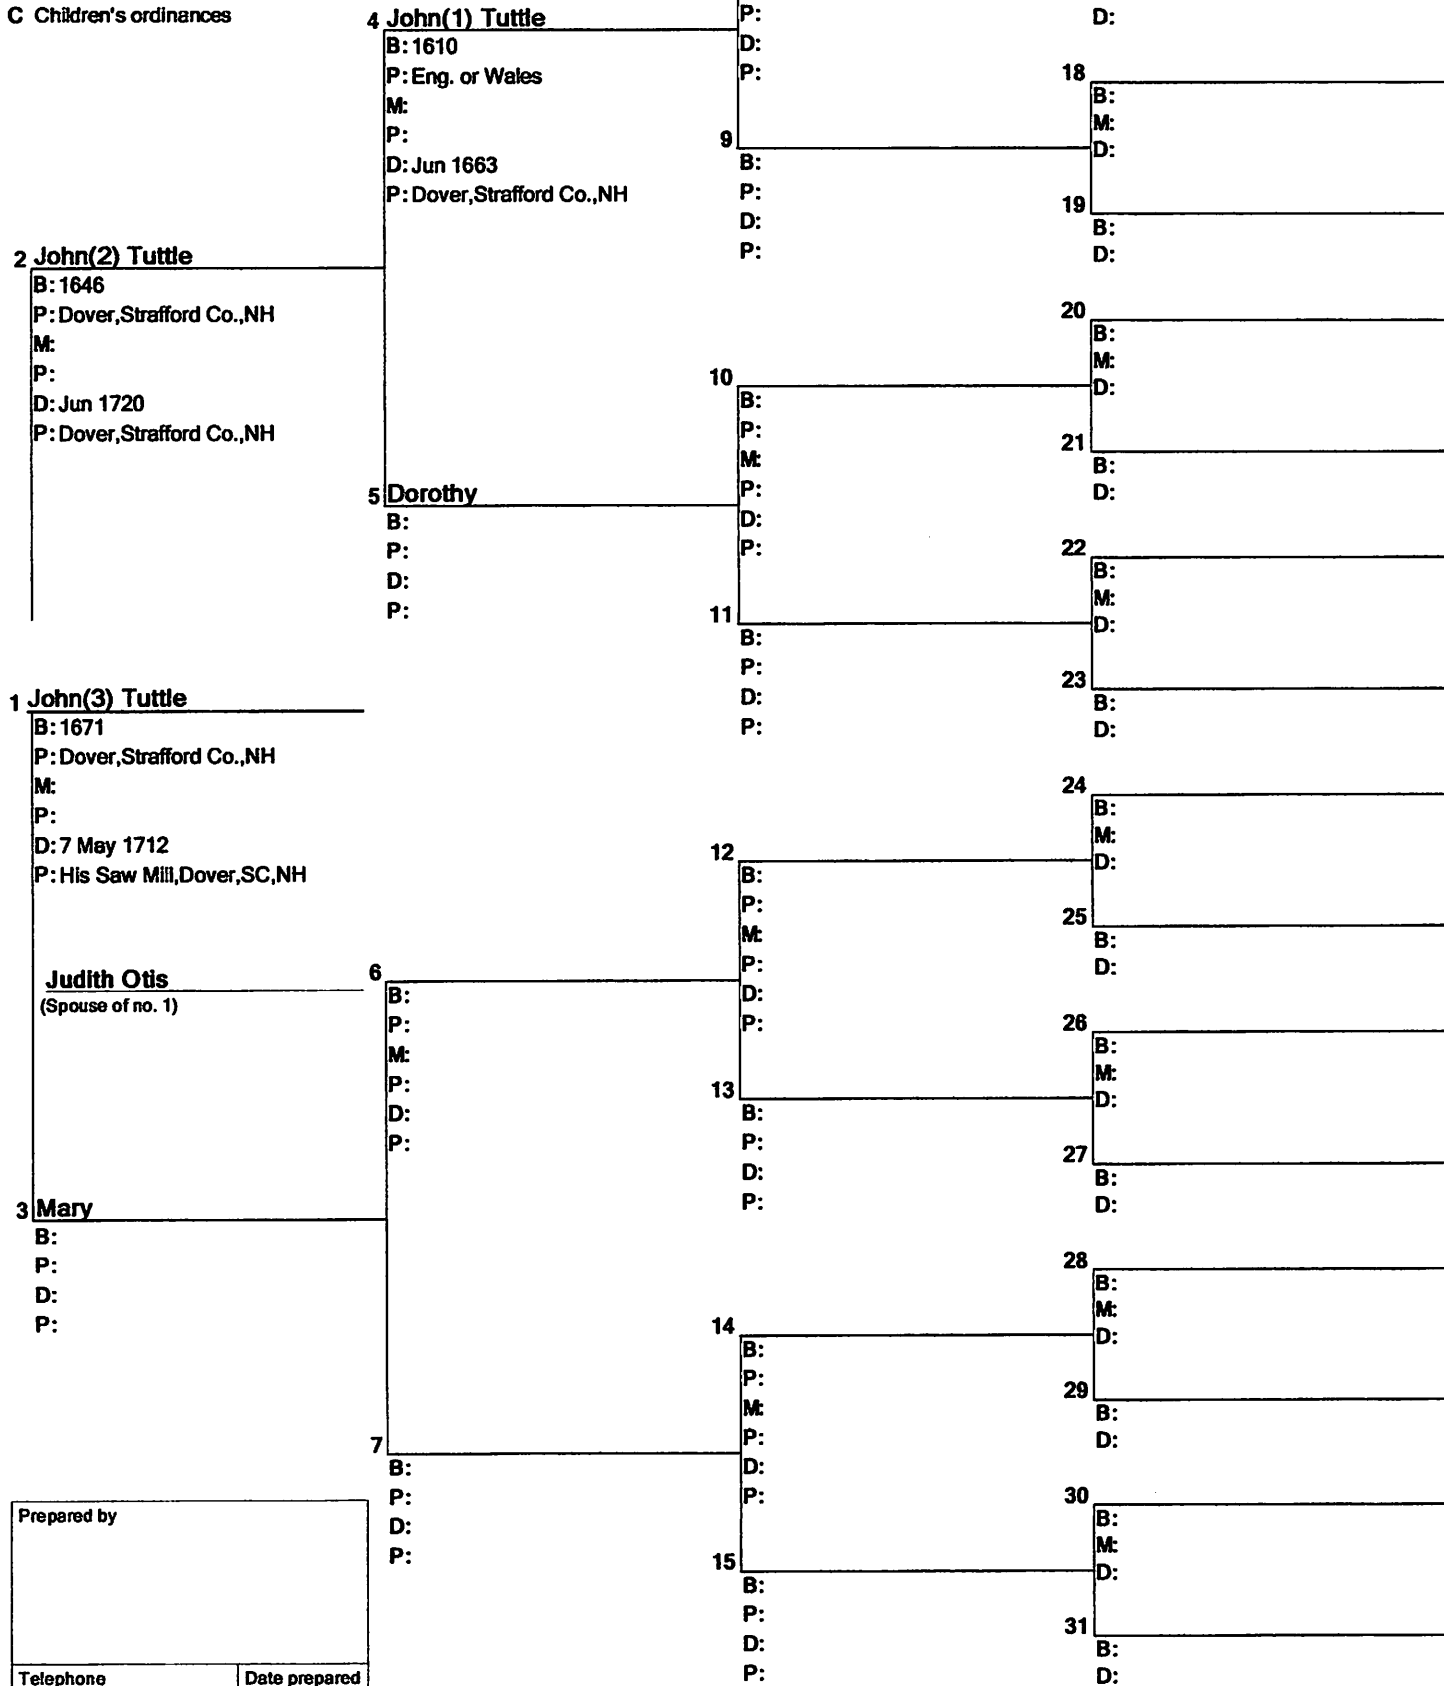 C Children's ordinances
4 John(1) Tuttle
B: 1610
P: Eng. or Wales
M:
P:
D: Jun 1663
P: Dover,Strafford Co.,NH
2 John(2) Tuttle
B: 1646
P: Dover,Strafford Co.,NH
M:
P:
D: Jun 1720
P: Dover,Strafford Co.,NH
5 Dorothy
B:
P:
D:
P:
1 John(3) Tuttle
B: 1671
P: Dover,Strafford Co.,NH
M:
P:
D: 7 May 1712
P: His Saw Mill,Dover,SC,NH
Judith Otis
(Spouse of no. 1)
3 Mary
B:
P:
D:
P:
6
B:
P:
M:
P:
D:
P:
7
B:
P:
D:
P:
P:
D:
P:
9
B:
P:
D:
P:
10
B:
P:
M:
P:
D:
P:
11
B:
P:
D:
P:
12
B:
P:
M:
P:
D:
P:
13
B:
P:
D:
P:
14
B:
P:
M:
P:
D:
P:
15
B:
P:
D:
P:
D:
18
B:
M:
D:
19
B:
D:
20
B:
M:
D:
21
B:
D:
22
B:
M:
D:
23
B:
D:
24
B:
M:
D:
25
B:
D:
26
B:
M:
D:
27
B:
D:
28
B:
M:
D:
29
B:
D:
30
B:
M:
D:
31
B:
D:
Prepared by
Telephone
Date prepared